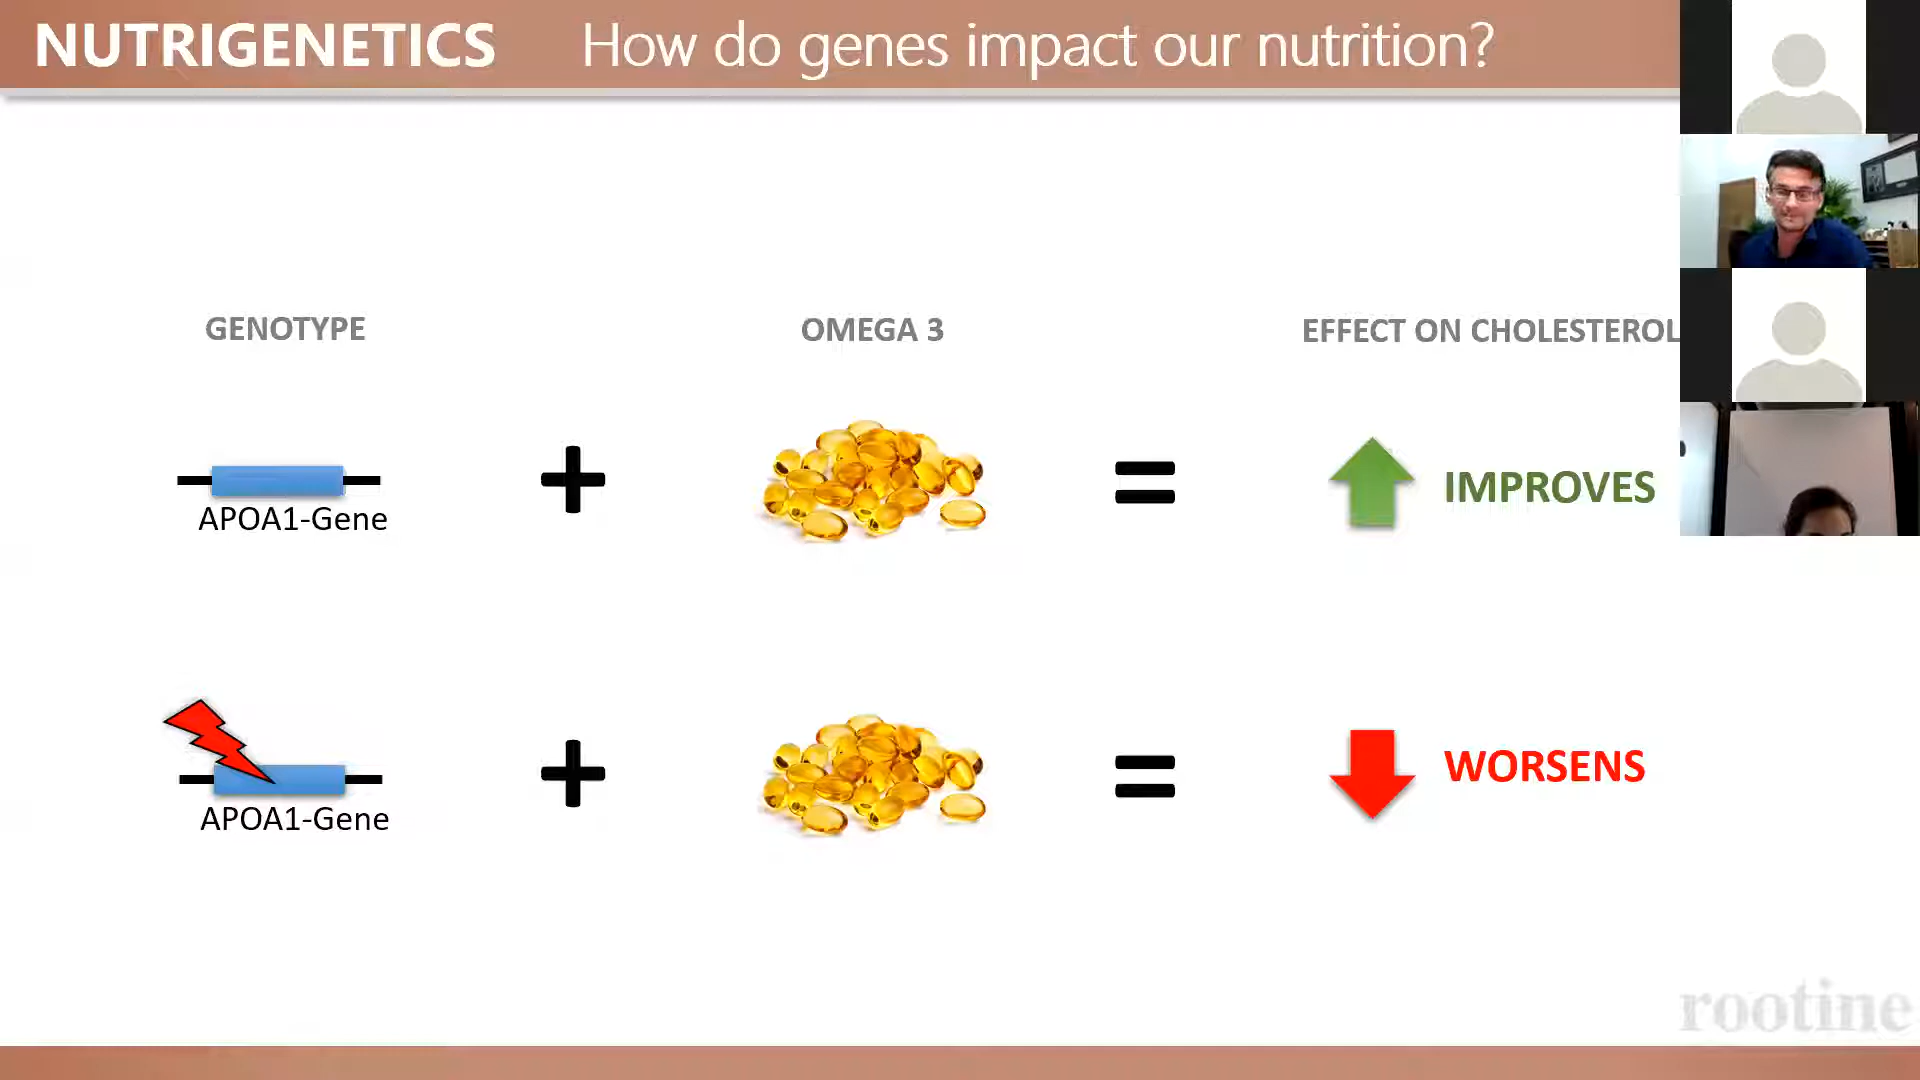 NUTRIGENETICS How do genes impact our nutrition?
GENOTYPE OMEGA 3 EFFECT ON CHOLESTEROL
IMPROVES
APOA1-Gene
WORSENS
APOA1-Gene
rootine